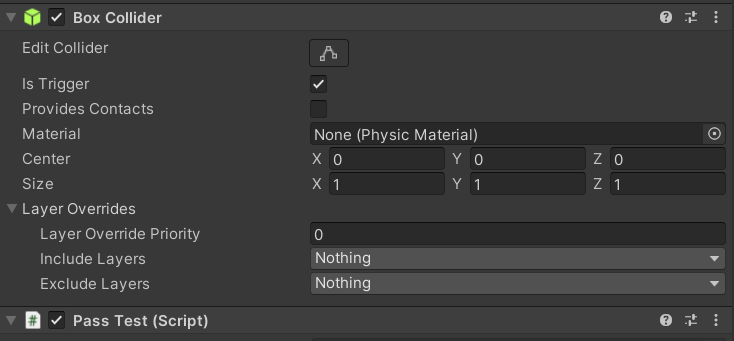 Box Collider
Edit Collider
Is Trigger
Provides Contacts
Material None (Physic Material)
Center X 0 Y 0 Z 0
Size X 1 Y 1 Z 1
Layer Overrides
Layer Override Priority 0
Include Layers Nothing
Exclude Layers Nothing
# Pass Test (Script)